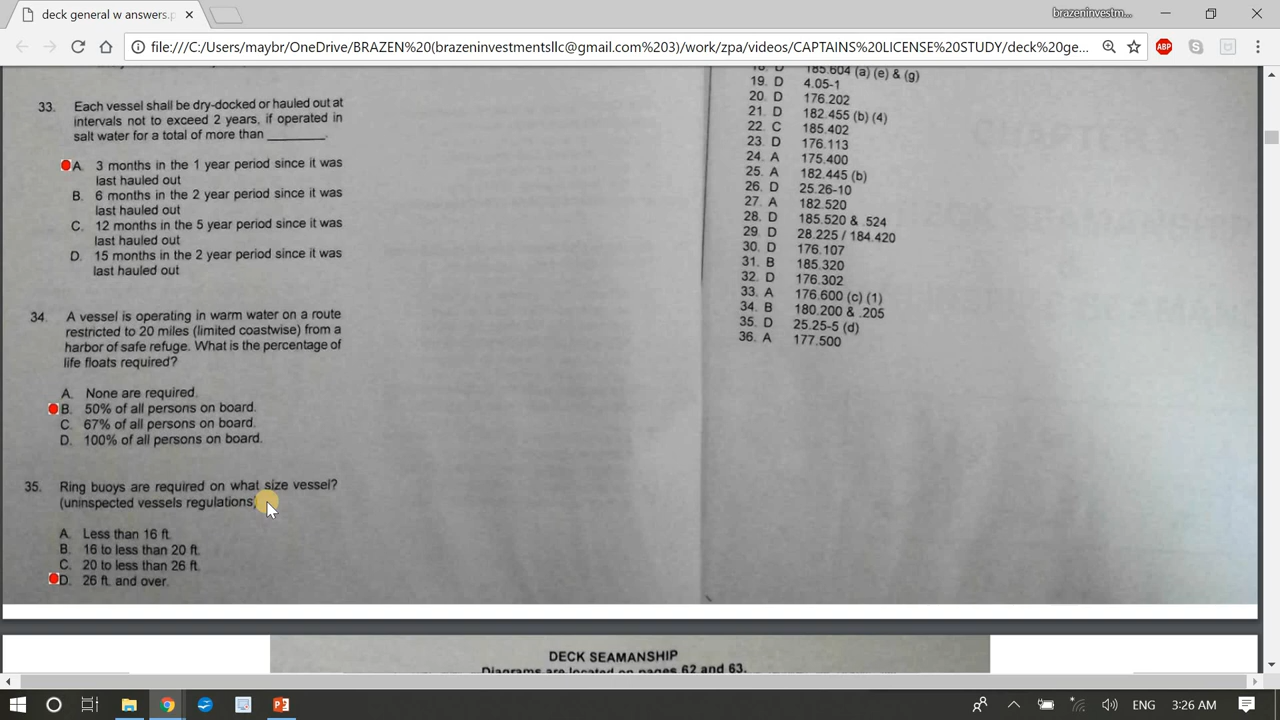 deck general w answers.p
brazeninvestm...
file:///C:/Users/maybr/OneDrive/BRAZEN%20(brazeninvestmentsllc@gmail.com%203)/work/zpa/videos/CAPTAINS%20LICENSE%20STUDY/deck%20ge...
ABP
33. Each vessel shall be dry-docked or hauled out at
intervals not to exceed 2 years, if operated in
salt water for a total of more than ________.
A. 3 months in the 1 year period since it was
last hauled out
B. 6 months in the 2 year period since it was
last hauled out
C. 12 months in the 5 year period since it was
last hauled out
D. 15 months in the 2 year period since it was
last hauled out
34. A vessel is operating in warm water on a route
restricted to 20 miles (limited coastwise) from a
harbor of safe refuge. What is the percentage of
life floats required?
A. None are required.
B. 50% of all persons on board.
C. 67% of all persons on board.
D. 100% of all persons on board.
35. Ring buoys are required on what size vessel?
(uninspected vessels regulations)
A. Less than 16 ft.
B. 16 to less than 20 ft.
C. 20 to less than 26 ft.
D. 26 ft. and over.
18. D 185.604 (a) (e) & (g)
19. D 4.05-1
20. D 176.202
21. D 182.455 (b) (4)
22. C 185.402
23. D 176.113
24. A 175.400
25. A 182.445 (b)
26. D 25.26-10
27. A 182.520
28. D 185.520 & .524
29. D 28.225 / 184.420
30. D 176.107
31. B 185.320
32. D 176.302
33. A 176.600 (c) (1)
34. B 180.200 & .205
35. D 25.25-5 (d)
36. A 177.500
DECK SEAMANSHIP
Diagrams are located on pages 62 and 63.
ENG
3:26 AM